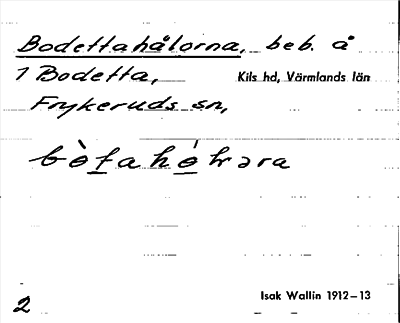 Bodettahålorna, beb. å
1 Bodetta, Kils hd, Värmlands län
Frykeruds sn,
2 Isak Wallin 1912-13